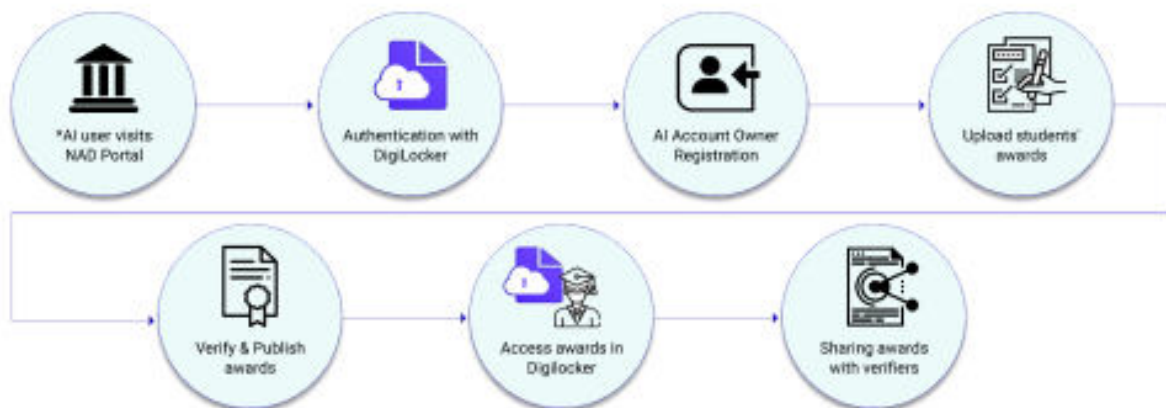 *AI user visits
NAD Portal
Authentication with
DigiLocker
AI Account Owner
Registration
Upload students'
awards
Verify & Publish
awards
Access awards in
Digilocker
Sharing awards
with verifiers